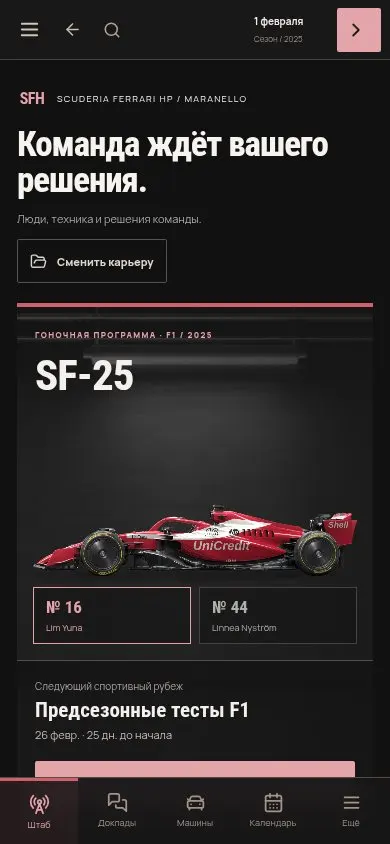 1 февраля
Сезон / 2025
SFH SCUDERIA FERRARI HP / MARANELLO
Команда ждёт вашего
решения.
Люди, техника и решения команды.
Сменить карьеру
ГОНОЧНАЯ ПРОГРАММА · F1 / 2025
SF-25
Shell
UniCredit
№ 16
Lim Yuna
№ 44
Linnea Nyström
Следующий спортивный рубеж
Предсезонные тесты F1
26 февр. · 25 дн. до начала
Штаб
Доклады
Машины
Календарь
Ещё